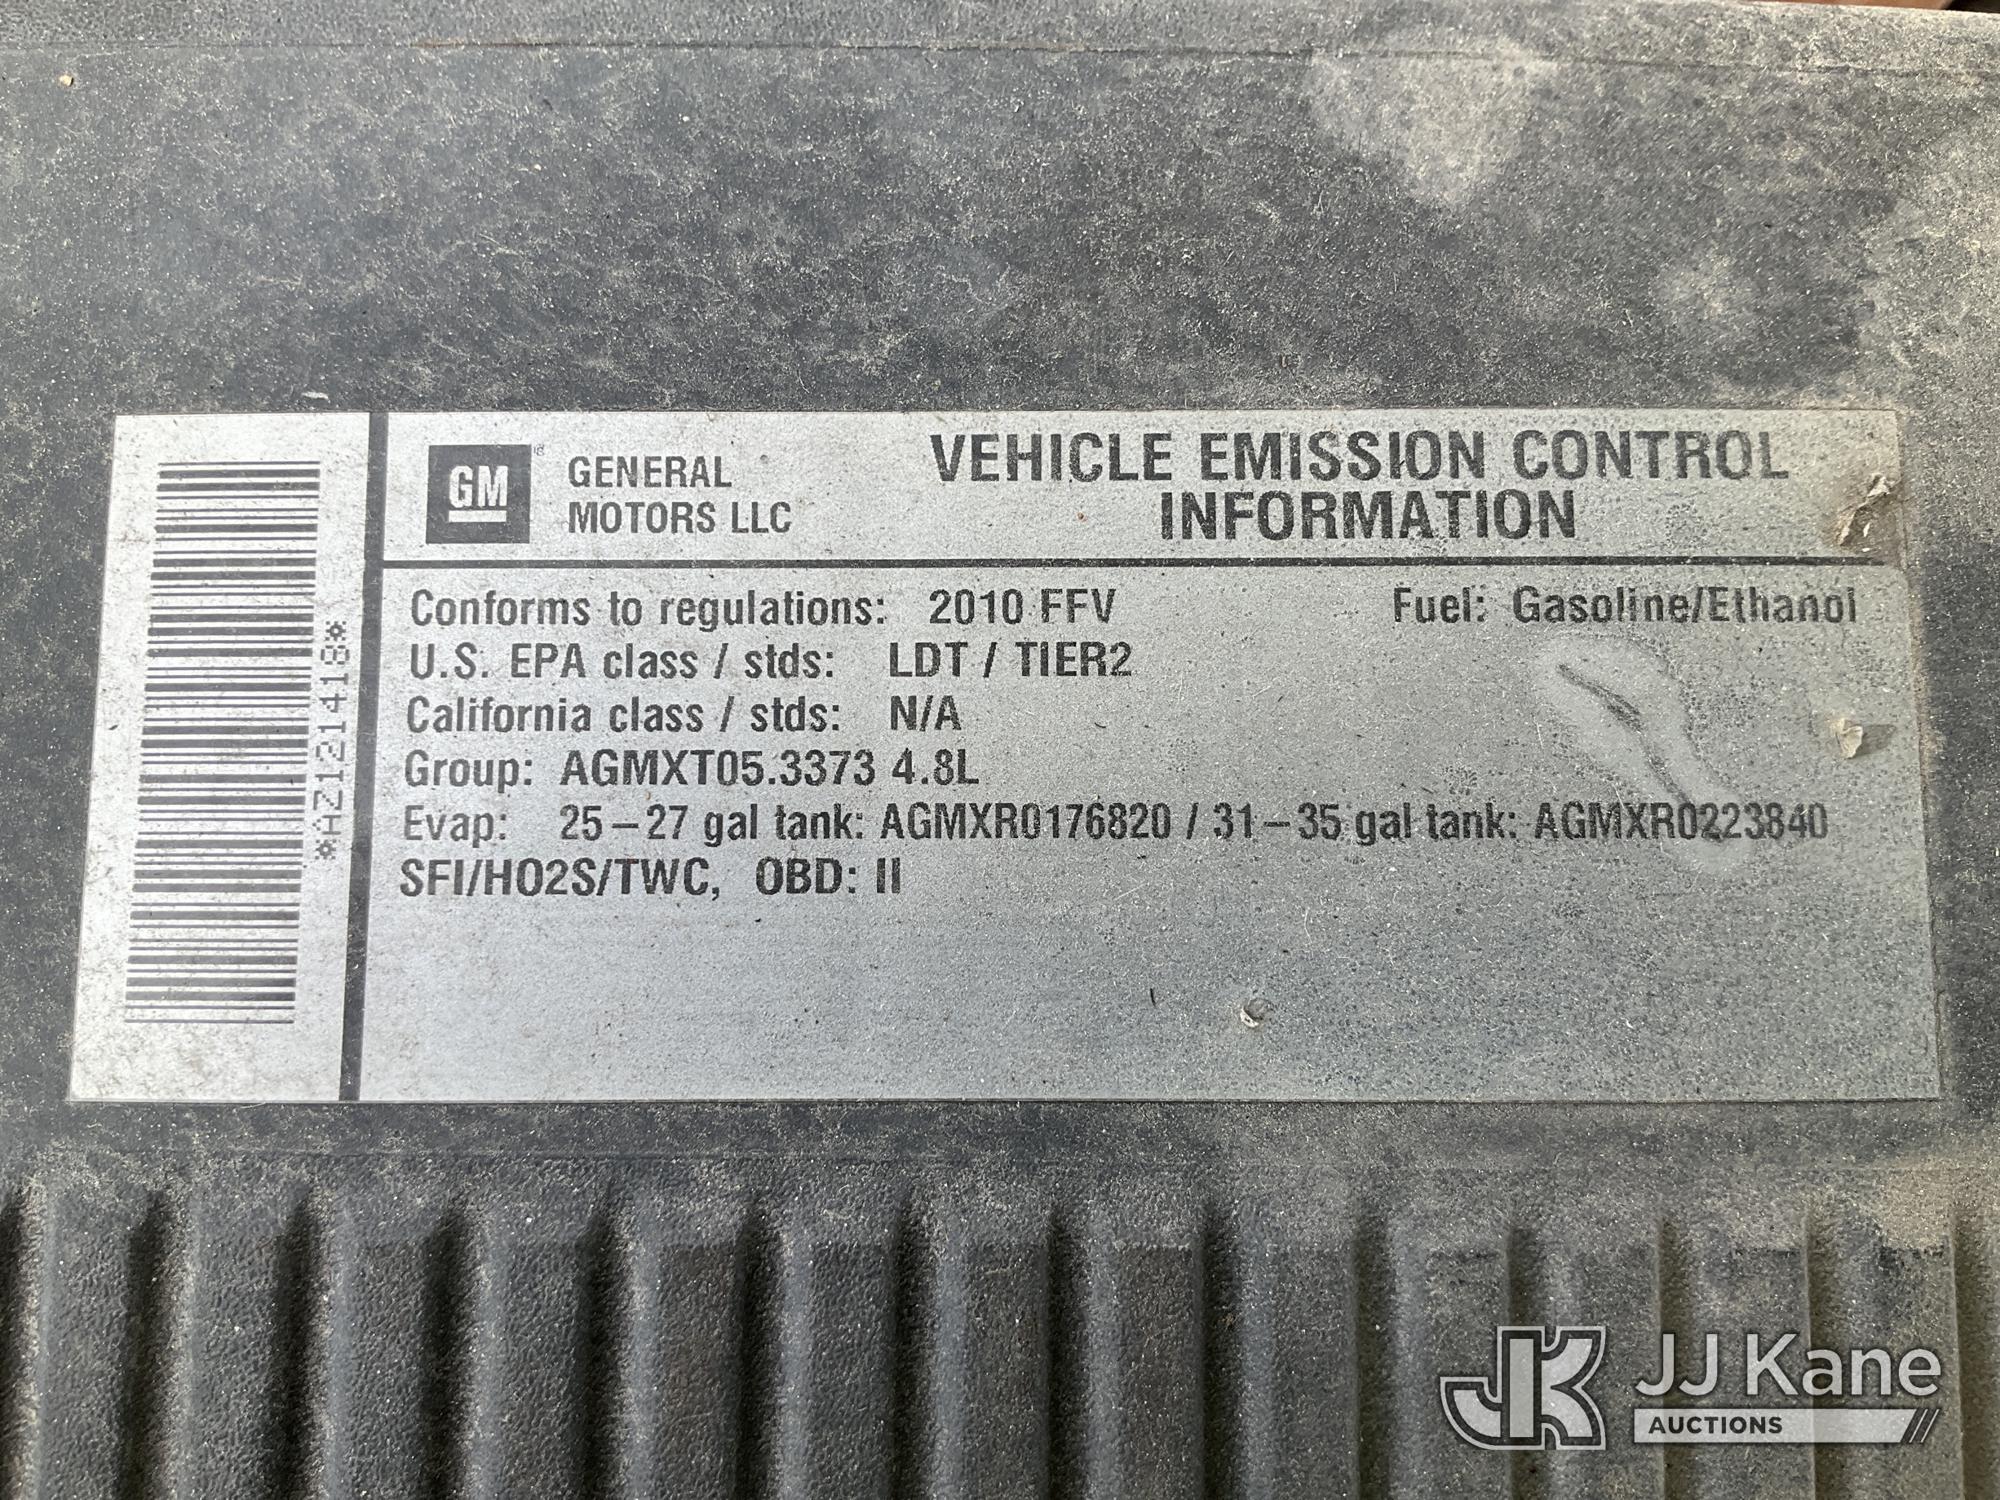 *AZ121418*
GM
GENERAL
MOTORS LLC
VEHICLE EMISSION CONTROL
INFORMATION
Conforms to regulations: 2010 FFV Fuel: Gasoline/Ethanol
U.S. EPA class / stds: LDT / TIER2
California class / stds: N/A
Group: AGMXT05.3373 4.8L
Evap: 25–27 gal tank: AGMXR0176820 / 31–35 gal tank: AGMXR0223840
SFI/HO2S/TWC, OBD: II
JK JJ Kane
AUCTIONS